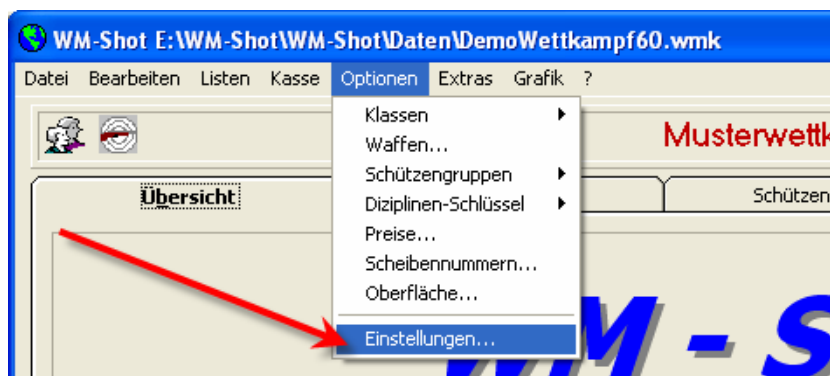 WM-Shot E:\WM-Shot\WM-Shot\Daten\DemoWettkampf60.wmk
Datei Bearbeiten Listen Kasse Optionen Extras Grafik ?
Klassen
Waffen...
Schützengruppen
Diziplinen-Schlüssel
Preise...
Scheibennummern...
Oberfläche...
Einstellungen...
Musterwettk
Übersicht
Schützen
WM - S